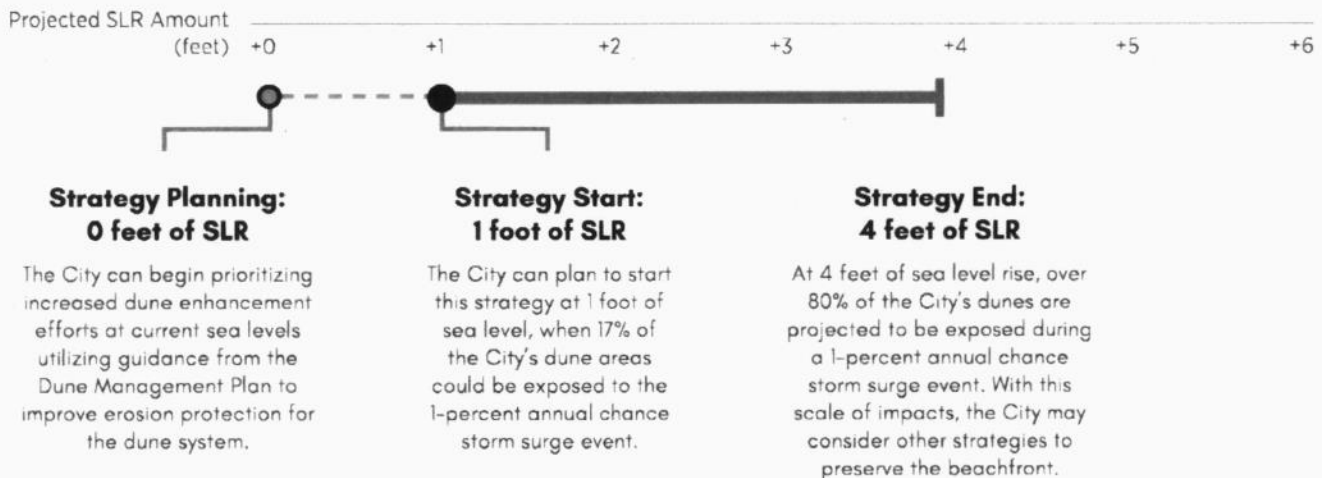 Projected SLR Amount
(feet) +0 +1 +2 +3 +4 +5 +6
Strategy Planning:
0 feet of SLR
The City can begin prioritizing
increased dune enhancement
efforts at current sea levels
utilizing guidance from the
Dune Management Plan to
improve erosion protection for
the dune system.
Strategy Start:
1 foot of SLR
The City can plan to start
this strategy at 1 foot of
sea level, when 17% of
the City's dune areas
could be exposed to the
1-percent annual chance
storm surge event.
Strategy End:
4 feet of SLR
At 4 feet of sea level rise, over
80% of the City's dunes are
projected to be exposed during
a 1-percent annual chance
storm surge event. With this
scale of impacts, the City may
consider other strategies to
preserve the beachfront.